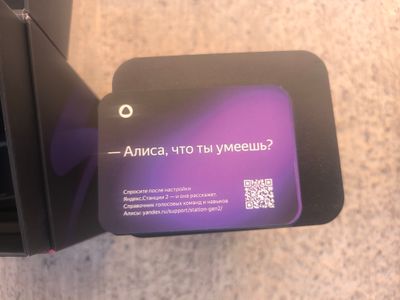 — Алиса, что ты умеешь?
Спросите после настройки
Яндекс.Станции 2 — и она расскажет.
Справочник голосовых команд и навыков
Алисы: yandex.ru/support/station-gen2/